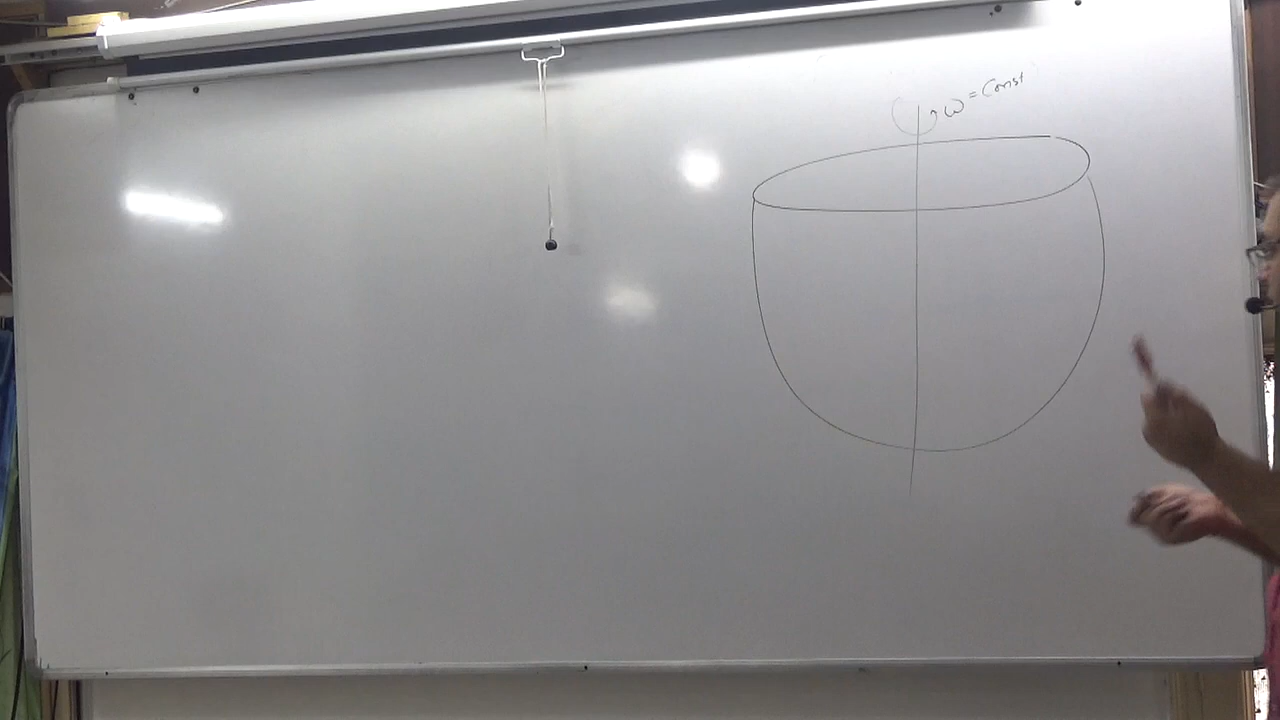 ω = Const